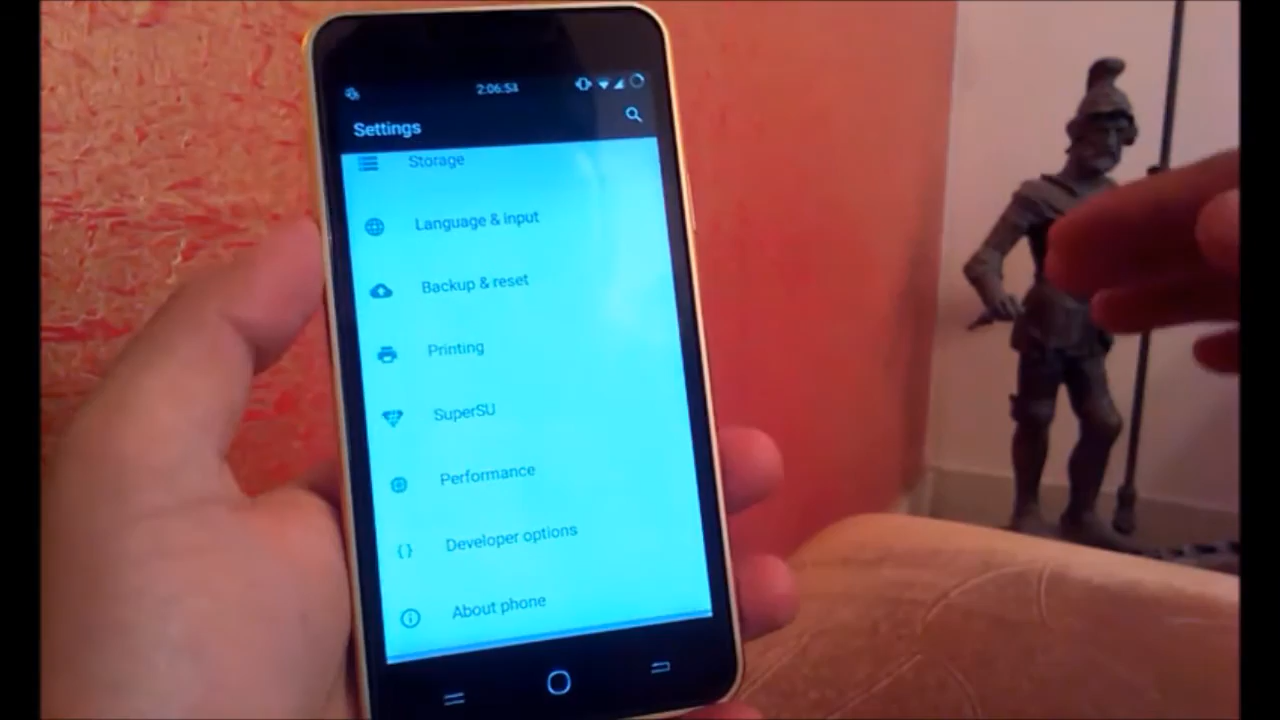 2:06:53
Settings
Storage
Language & input
Backup & reset
Printing
SuperSU
Performance
{ } Developer options
About phone